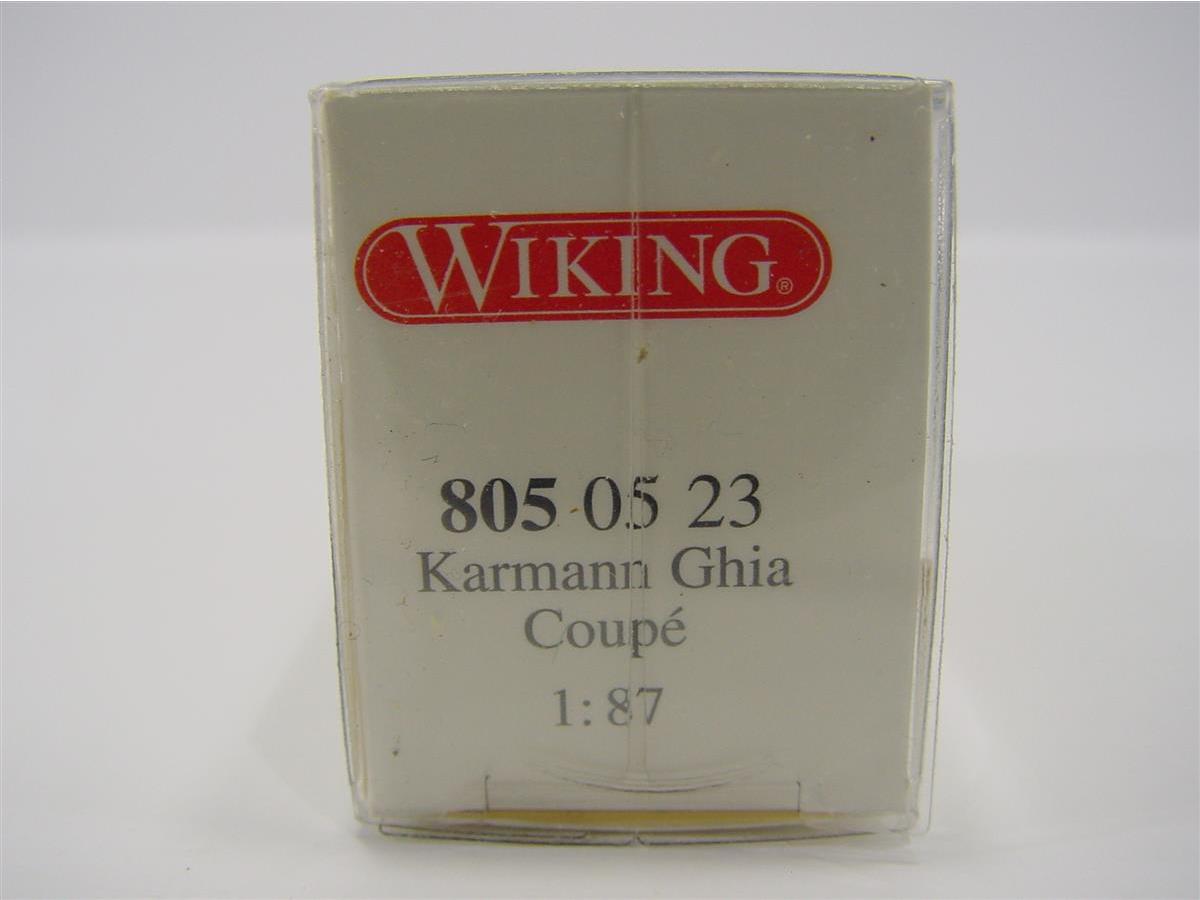 WIKING®
805 05 23
Karmann Ghia
Coupé
1:87